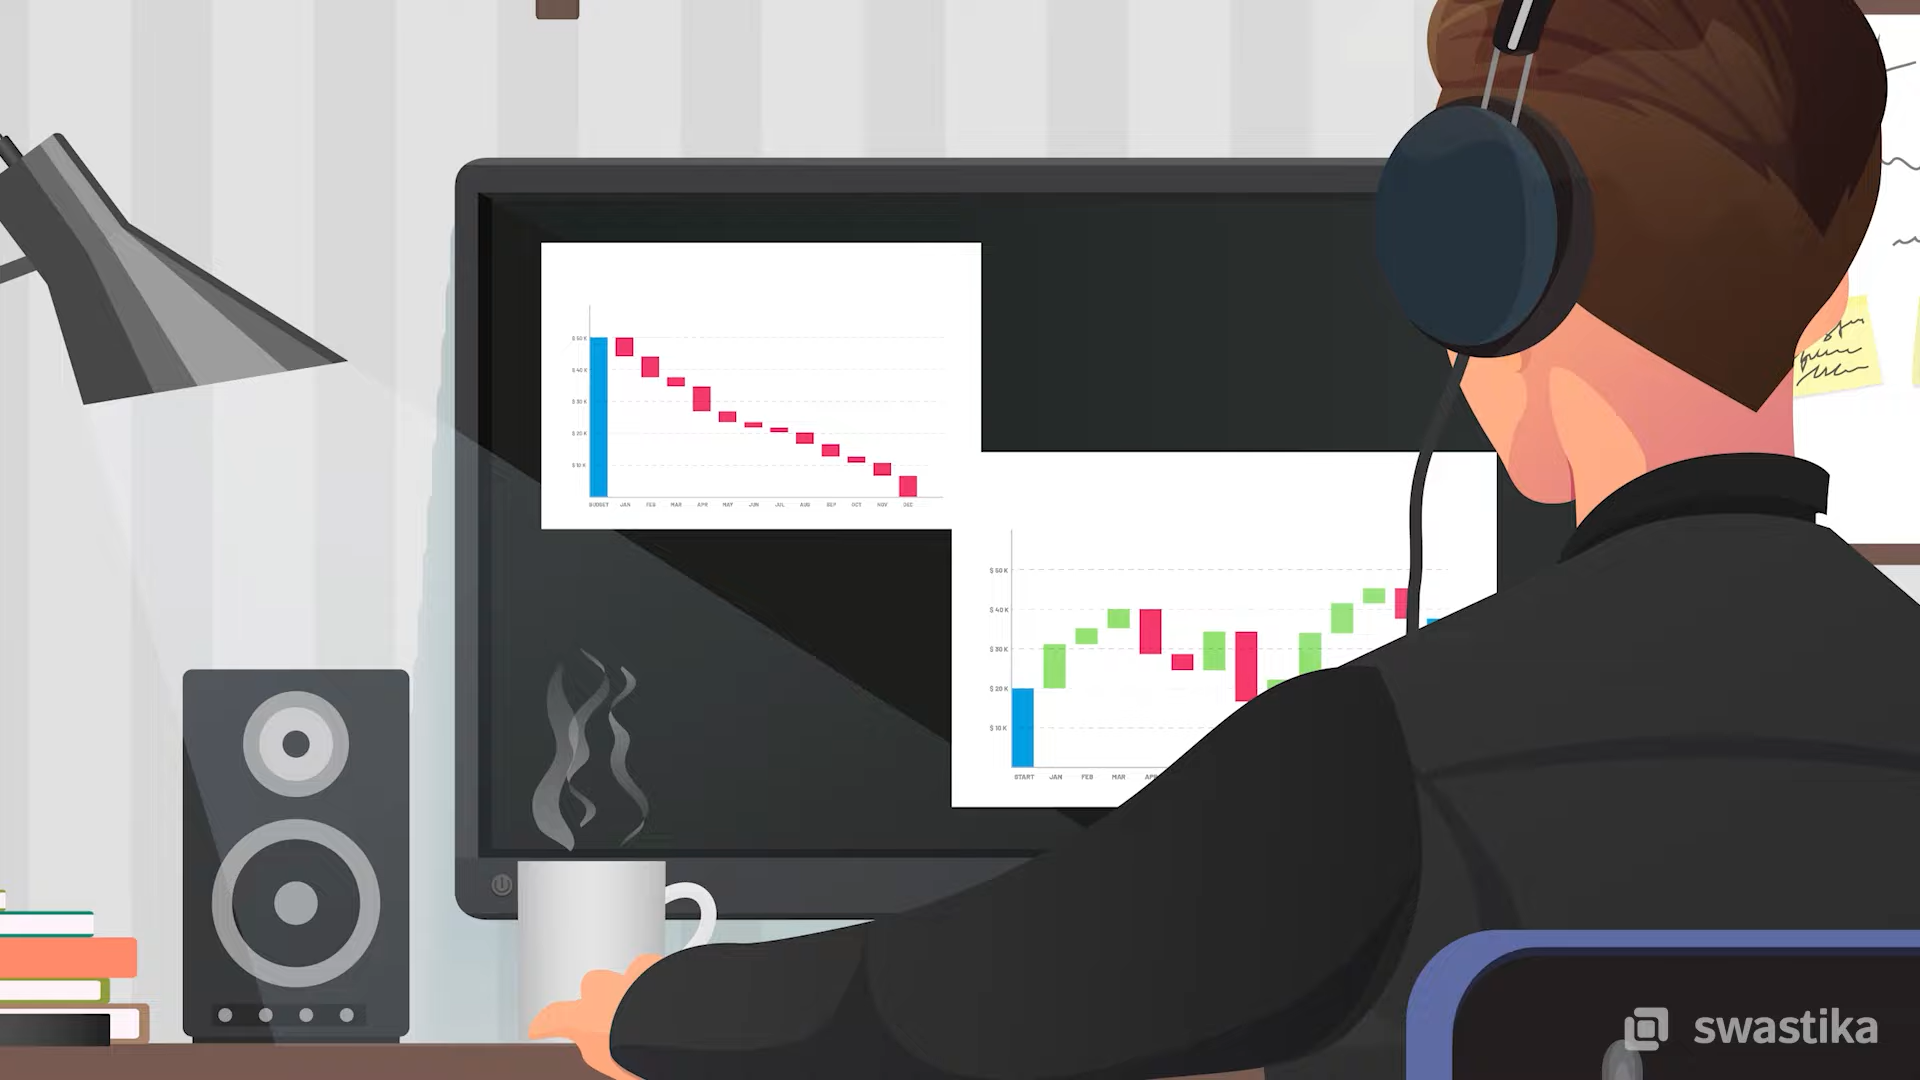 $ 50 K
$ 40 K
$ 30 K
$ 20 K
$ 10 K
BUDGET JAN FEB MAR APR MAY JUN JUL AUG SEP OCT NOV DEC
$ 50 K
$ 40 K
$ 30 K
$ 20 K
$ 10 K
START JAN FEB MAR
swastika